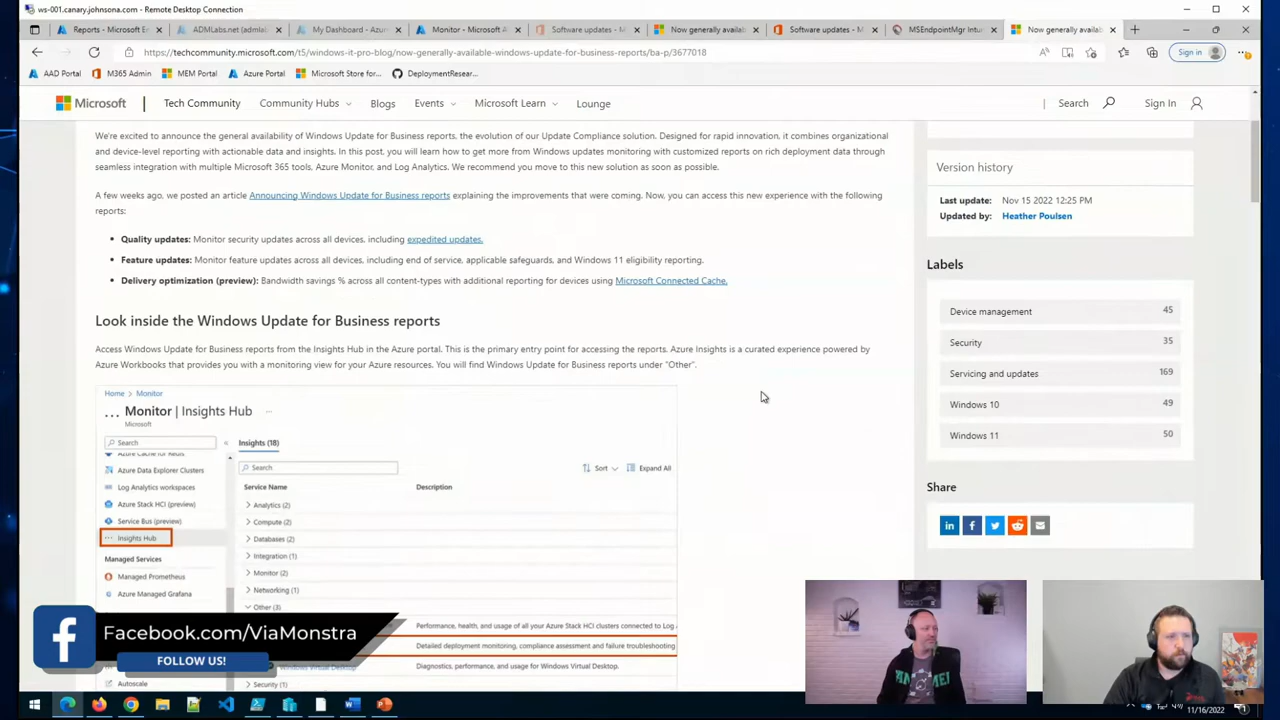 ws-001.canary.johnsona.com - Remote Desktop Connection
Reports - Microsoft En
ADMLabs.net (admlab
My Dashboard - Azure
Monitor - Microsoft Az
Software updates - M
Now generally availab
Software updates - M
MSEndpointMgr Intun
Now generally availab
https://techcommunity.microsoft.com/t5/windows-it-pro-blog/now-generally-available-windows-update-for-business-reports/ba-p/3677018
Sign in
AAD Portal
M365 Admin
MEM Portal
Azure Portal
Microsoft Store for...
DeploymentResear...
Microsoft
Tech Community
Community Hubs
Blogs
Events
Microsoft Learn
Lounge
Search
Sign In
We're excited to announce the general availability of Windows Update for Business reports, the evolution of our Update Compliance solution. Designed for rapid innovation, it combines organizational
and device-level reporting with actionable data and insights. In this post, you will learn how to get more from Windows updates monitoring with customized reports on rich deployment data through
seamless integration with multiple Microsoft 365 tools, Azure Monitor, and Log Analytics. We recommend you move to this new solution as soon as possible.
A few weeks ago, we posted an article Announcing Windows Update for Business reports explaining the improvements that were coming. Now, you can access this new experience with the following
reports:
• Quality updates: Monitor security updates across all devices, including expedited updates.
• Feature updates: Monitor feature updates across all devices, including end of service, applicable safeguards, and Windows 11 eligibility reporting.
• Delivery optimization (preview): Bandwidth savings % across all content-types with additional reporting for devices using Microsoft Connected Cache.
Look inside the Windows Update for Business reports
Access Windows Update for Business reports from the Insights Hub in the Azure portal. This is the primary entry point for accessing the reports. Azure Insights is a curated experience powered by
Azure Workbooks that provides you with a monitoring view for your Azure resources. You will find Windows Update for Business reports under "Other".
Home > Monitor
... Monitor | Insights Hub ...
Microsoft
Search
Azure Cache for Redis
Azure Data Explorer Clusters
Log Analytics workspaces
Azure Stack HCI (preview)
Service Bus (preview)
Insights Hub
Managed Services
Managed Prometheus
Azure Managed Grafana
Autoscale
Insights (18)
Search
Sort
Expand All
Service Name
Description
Analytics (2)
Compute (2)
Databases (2)
Integration (1)
Monitor (2)
Networking (1)
Other (3)
Performance, health, and usage of all your Azure Stack HCI clusters connected to Log
Detailed deployment monitoring, compliance assessment and failure troubleshooting
Windows Virtual Desktop
Diagnostics, performance, and usage for Windows Virtual Desktop.
Security (1)
Version history
Last update: Nov 15 2022 12:25 PM
Updated by: Heather Poulsen
Labels
Device management 45
Security 35
Servicing and updates 169
Windows 10 49
Windows 11 50
Share
Facebook.com/ViaMonstra
FOLLOW US!
11/16/2022